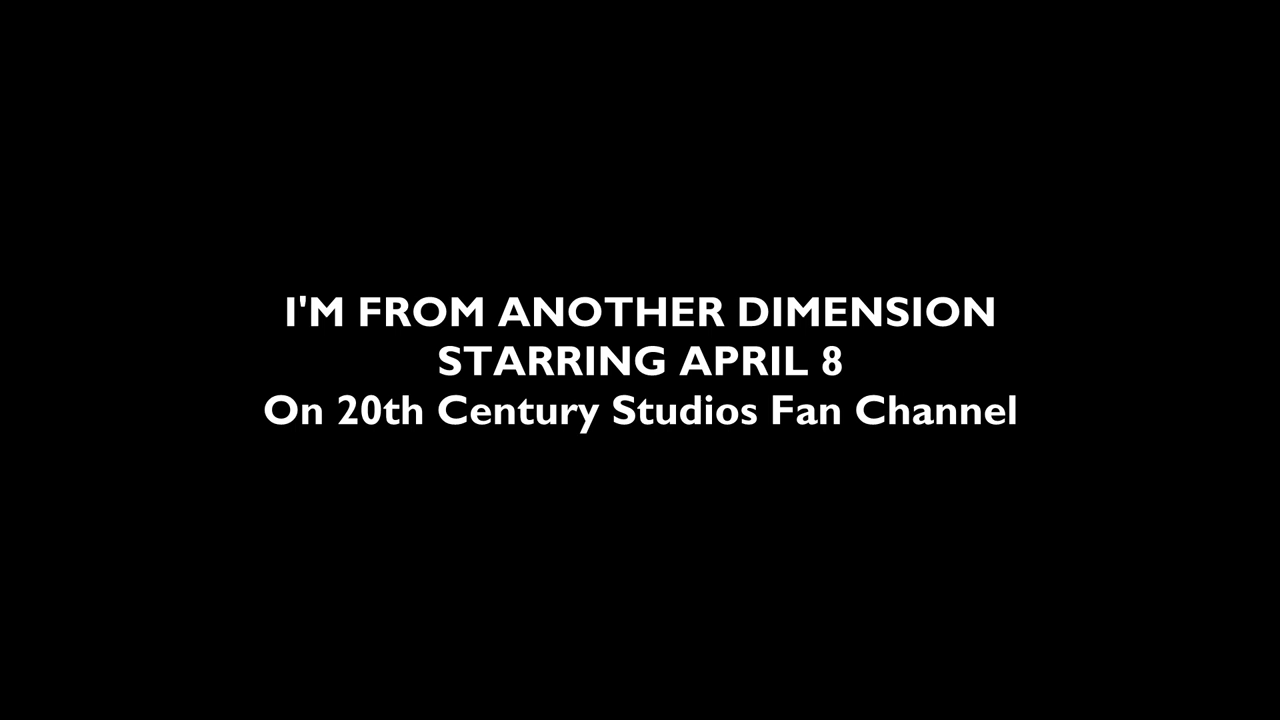 I'M FROM ANOTHER DIMENSION
STARRING APRIL 8
On 20th Century Studios Fan Channel